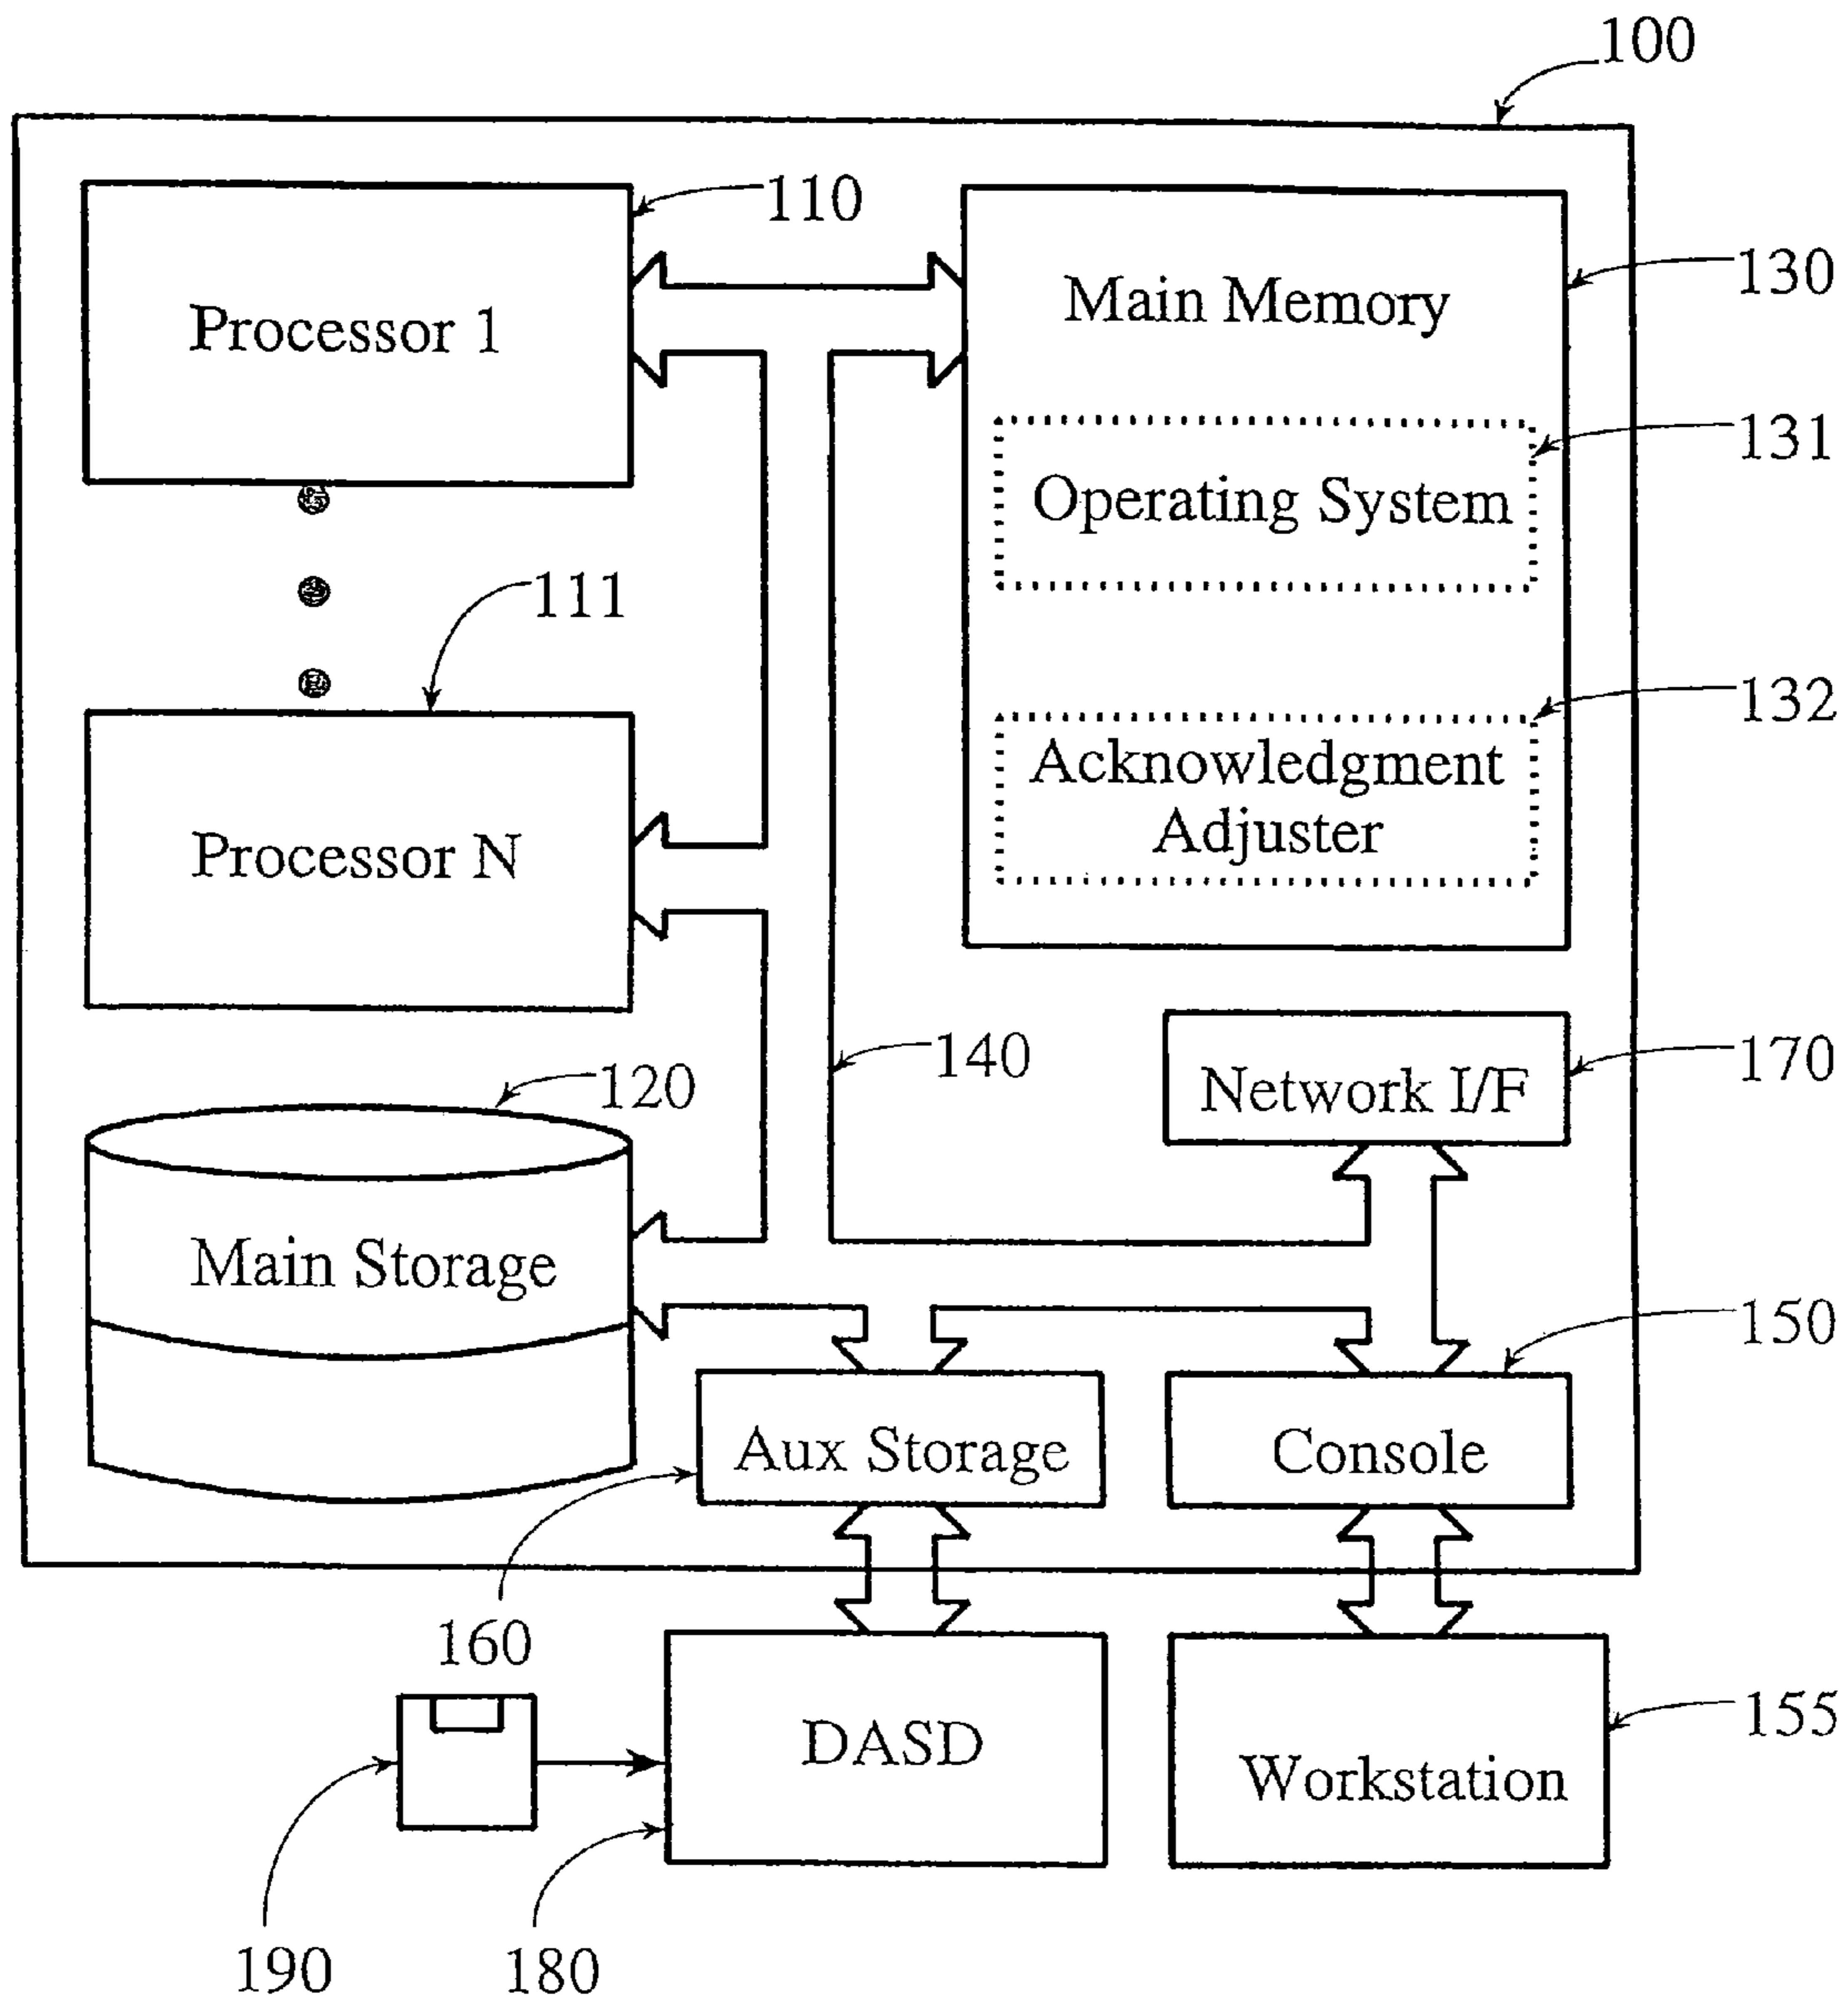 100
110
Processor 1
Main Memory
130
131
Operating System
111
132
Acknowledgment
Adjuster
Processor N
140
170
Network I/F
120
Main Storage
150
Aux Storage
Console
160
DASD
155
Workstation
190
180